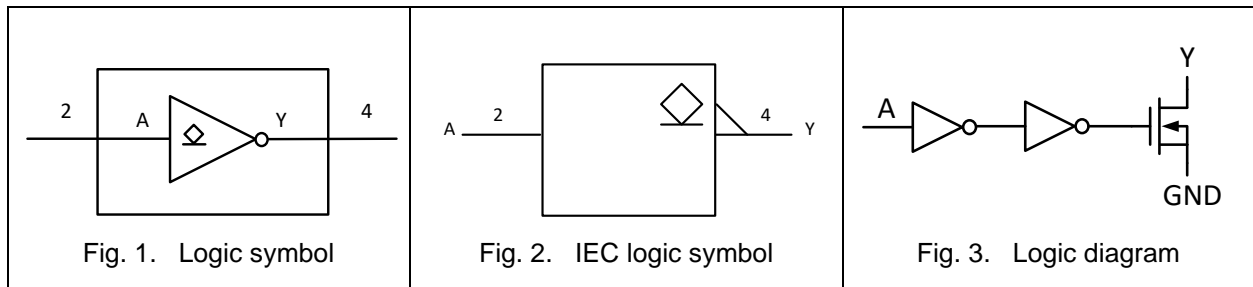 2
A
Y
4
Fig. 1. Logic symbol
A
2
4
Y
Fig. 2. IEC logic symbol
A
Y
GND
Fig. 3. Logic diagram